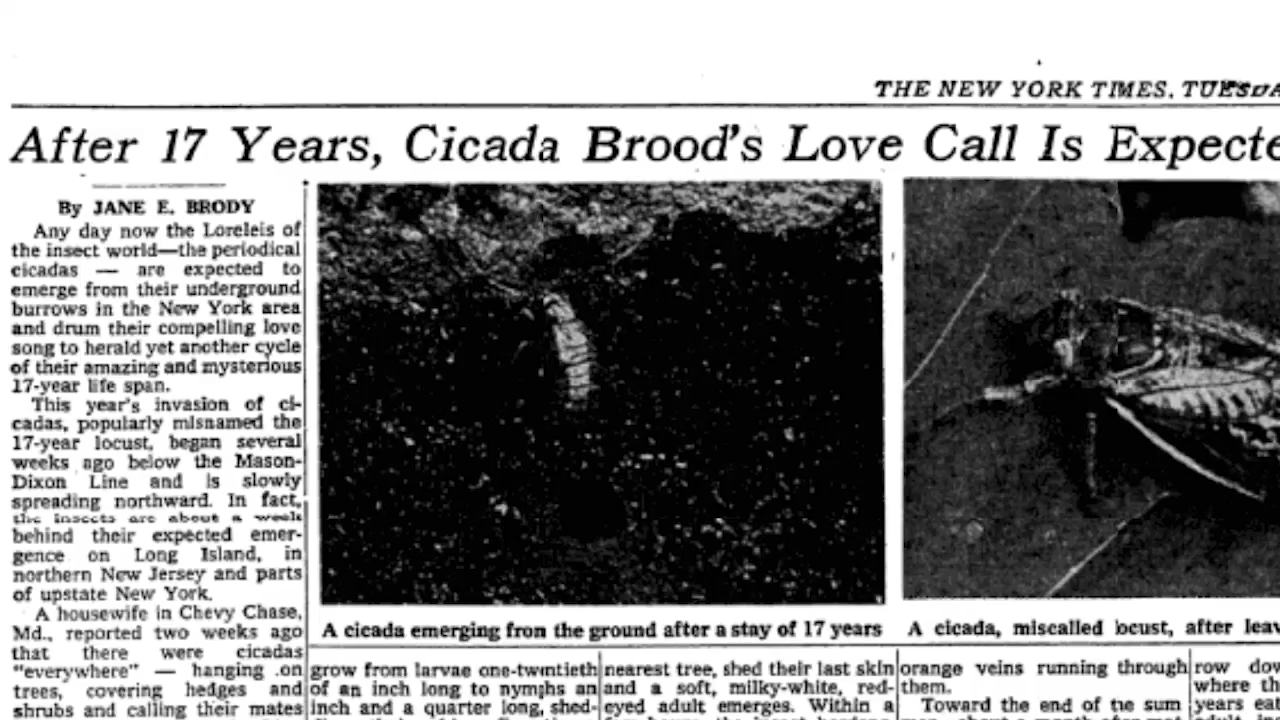 THE NEW YORK TIMES, TUESDA
After 17 Years, Cicada Brood's Love Call Is Expecte
By JANE E. BRODY
Any day now the Loreleis of
the insect world—the periodical
cicadas — are expected to
emerge from their underground
burrows in the New York area
and drum their compelling love
song to herald yet another cycle
of their amazing and mysterious
17-year life span.
This year's invasion of ci-
cadas, popularly misnamed the
17-year locust, began several
weeks ago below the Mason-
Dixon Line and is slowly
spreading northward. In fact,
the insects are about a week
behind their expected emer-
gence on Long Island, in
northern New Jersey and parts
of upstate New York.
A housewife in Chevy Chase,
Md., reported two weeks ago
that there were cicadas
"everywhere" — hanging on
trees, covering hedges and
shrubs and calling their mates
A cicada emerging fron the ground after a stay of 17 years
grow from larvae one-twntieth
of an inch long to nymphs an
inch and a quarter long, shed-
nearest tree, shed their last skin
and a soft, milky-white, red-
eyed adult emerges. Within a
few hours, the insect hardens
A cicada, miscalled locust, after leav
orange veins running through
them.
Toward the end of tie sum
row dow
where th
years ea